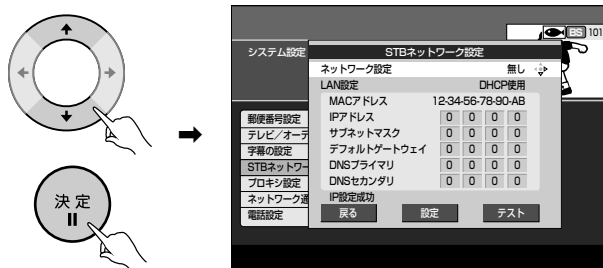 決定
BS 101
システム設定
STBネットワーク設定
ネットワーク設定 無し
LAN設定 DHCP使用
MACアドレス 12-34-56-78-90-AB
IPアドレス 0 0 0 0
サブネットマスク 0 0 0 0
デフォルトゲートウェイ 0 0 0 0
DNSプライマリ 0 0 0 0
DNSセカンダリ 0 0 0 0
IP設定成功
戻る 設定 テスト
郵便番号設定
テレビ/オーデ
字幕の設定
STBネットワー
プロキシ設定
ネットワーク通
電話設定